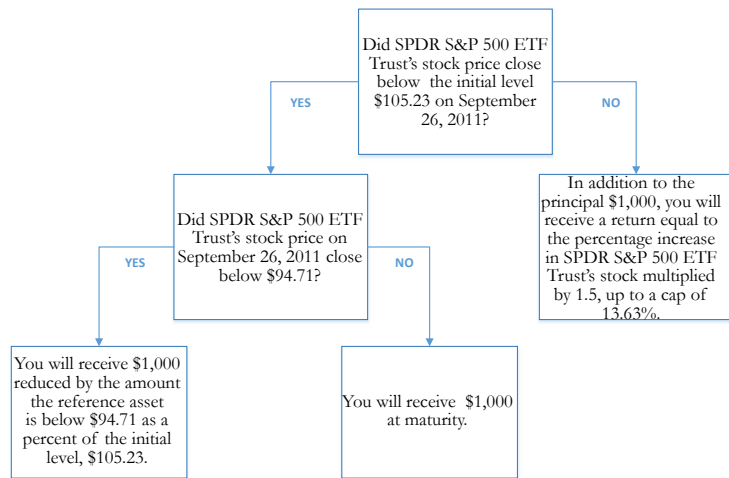 Did SPDR S&P 500 ETF
Trust's stock price close
below the initial level
$105.23 on September
26, 2011?
YES
NO
Did SPDR S&P 500 ETF
Trust's stock price on
September 26, 2011 close
below $94.71?
In addition to the
principal $1,000, you will
receive a return equal to
the percentage increase
in SPDR S&P 500 ETF
Trust's stock multiplied
by 1.5, up to a cap of
13.63%.
YES
NO
You will receive $1,000
reduced by the amount
the reference asset
is below $94.71 as a
percent of the initial
level, $105.23.
You will receive $1,000
at maturity.